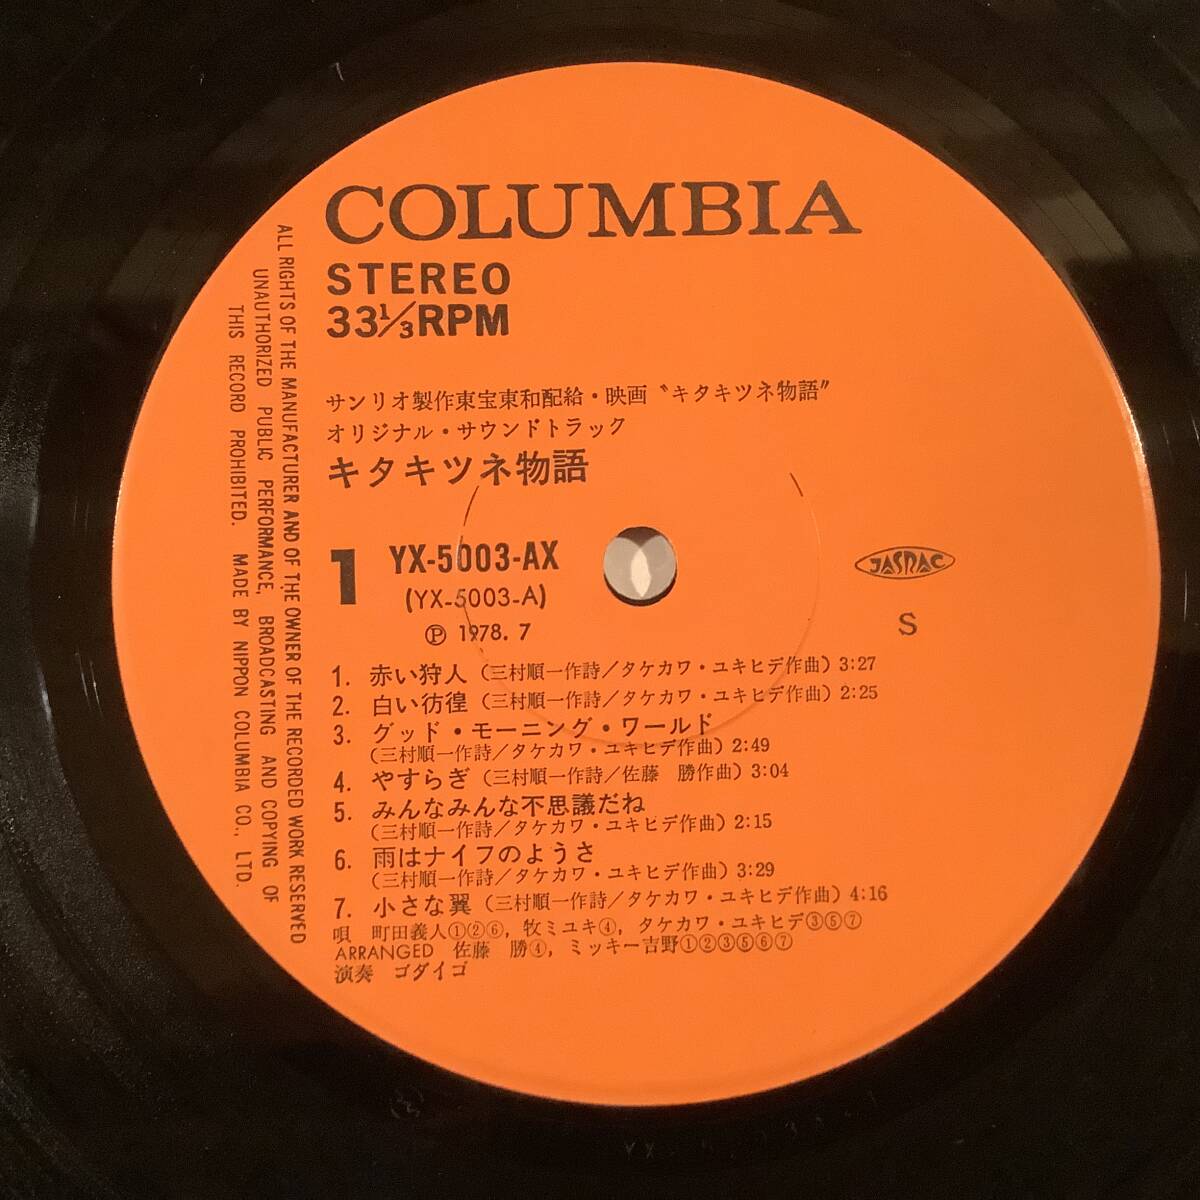 COLUMBIA
STEREO
33 1/3 RPM
サンリオ製作東宝東和配給・映画〝キタキツネ物語〟
オリジナル・サウンドトラック
キタキツネ物語
1 YX-5003-AX
(YX-5003-A)
Ⓟ 1978. 7
JASRAC
S
1. 赤い狩人 (三村順一作詩/タケカワ・ユキヒデ作曲) 3:27
2. 白い彷徨 (三村順一作詩/タケカワ・ユキヒデ作曲) 2:25
3. グッド・モーニング・ワールド
(三村順一作詩/タケカワ・ユキヒデ作曲) 2:49
4. やすらぎ (三村順一作詩/佐藤 勝作曲) 3:04
5. みんなみんな不思議だね
(三村順一作詩/タケカワ・ユキヒデ作曲) 2:15
6. 雨はナイフのようさ
(三村順一作詩/タケカワ・ユキヒデ作曲) 3:29
7. 小さな翼 (三村順一作詩/タケカワ・ユキヒデ作曲) 4:16
唄 町田義人①②⑥, 牧ミユキ④, タケカワ・ユキヒデ③⑤⑦
ARRANGED 佐藤 勝④, ミッキー吉野①②③⑤⑥⑦
演奏 ゴダイゴ
ALL RIGHTS OF THE MANUFACTURER AND OF THE OWNER OF THE RECORDED WORK RESERVED
UNAUTHORIZED PUBLIC PERFORMANCE, BROADCASTING AND COPYING OF
THIS RECORD PROHIBITED. MADE BY NIPPON COLUMBIA CO., LTD.